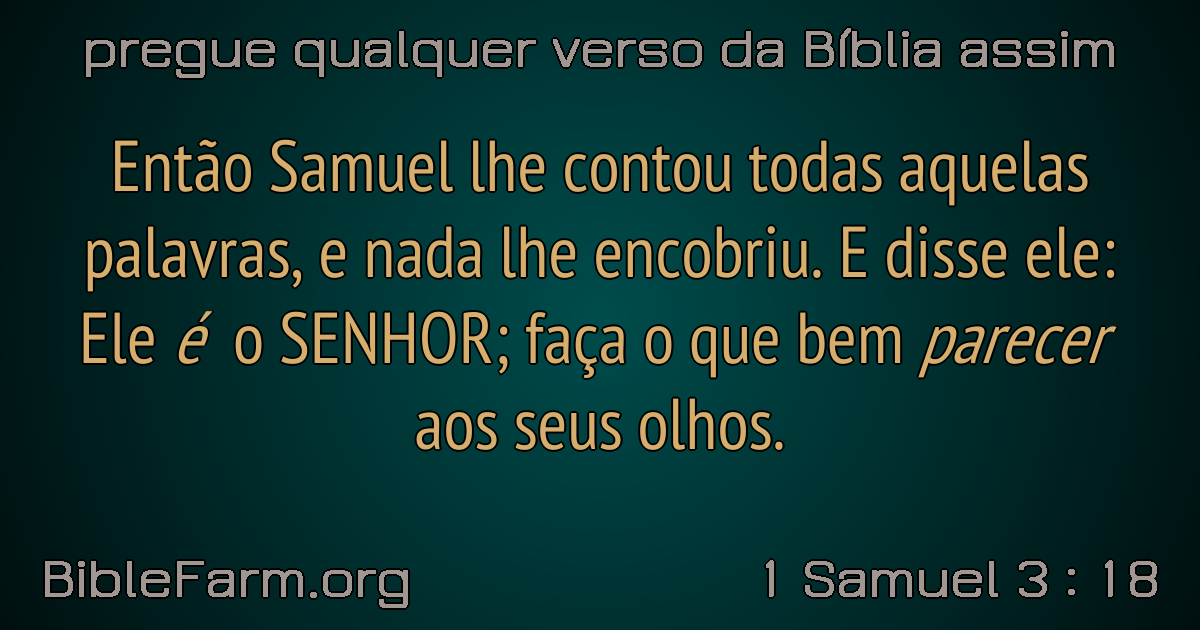 pregue qualquer verso da Bíblia assim
Então Samuel lhe contou todas aquelas
palavras, e nada lhe encobriu. E disse ele:
Ele é o SENHOR; faça o que bem parecer
aos seus olhos.
BibleFarm.org
1 Samuel 3 : 18